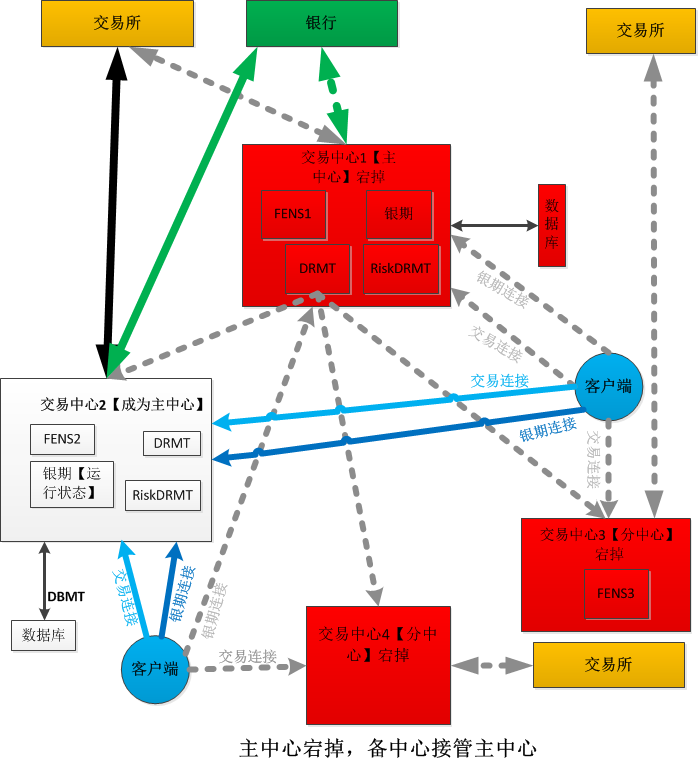 交易所
银行
交易所
交易中心1【主
中心】宕掉
FENS1
银期
DRMT
RiskDRMT
数
据
库
银期连接
交易连接
客户端
交易连接
银期连接
交易连接
交易中心2【成为主中心】
FENS2
DRMT
银期【运
行状态】
RiskDRMT
交易中心3【分中心】
宕掉
FENS3
DBMT
数据库
交易连接
银期连接
银期连接
客户端
交易连接
交易中心4【分中
心】宕掉
交易所
主中心宕掉，备中心接管主中心